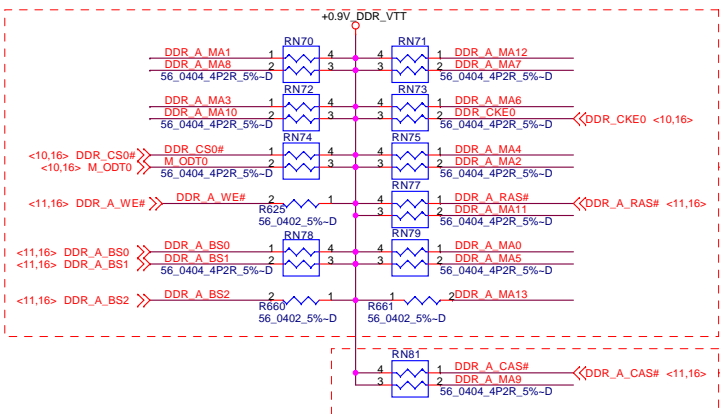 +0.9V_DDR_VTT
RN70 RN71
DDR_A_MA1 1 4 4 1 DDR_A_MA12
DDR_A_MA8 2 3 3 2 DDR_A_MA7
56_0404_4P2R_5%~D 56_0404_4P2R_5%~D
RN72 RN73
DDR_A_MA3 1 4 4 1 DDR_A_MA6
DDR_A_MA10 2 3 3 2 DDR_CKE0 DDR_CKE0 <10,16>
56_0404_4P2R_5%~D 56_0404_4P2R_5%~D
RN74 RN75
<10,16> DDR_CS0# DDR_CS0# 1 4 4 1 DDR_A_MA4
<10,16> M_ODT0 M_ODT0 2 3 3 2 DDR_A_MA2
56_0404_4P2R_5%~D 56_0404_4P2R_5%~D
RN77
<11,16> DDR_A_WE# DDR_A_WE# 2 1 4 1 DDR_A_RAS# DDR_A_RAS# <11,16>
R625 3 2 DDR_A_MA11
56_0402_5%~D 56_0404_4P2R_5%~D
RN78 RN79
<11,16> DDR_A_BS0 DDR_A_BS0 1 4 4 1 DDR_A_MA0
<11,16> DDR_A_BS1 DDR_A_BS1 2 3 3 2 DDR_A_MA5
56_0404_4P2R_5%~D 56_0404_4P2R_5%~D
<11,16> DDR_A_BS2 DDR_A_BS2 2 1 1 2 DDR_A_MA13
R660 R661
56_0402_5%~D 56_0402_5%~D
RN81
4 1 DDR_A_CAS# DDR_A_CAS# <11,16>
3 2 DDR_A_MA9
56_0404_4P2R_5%~D